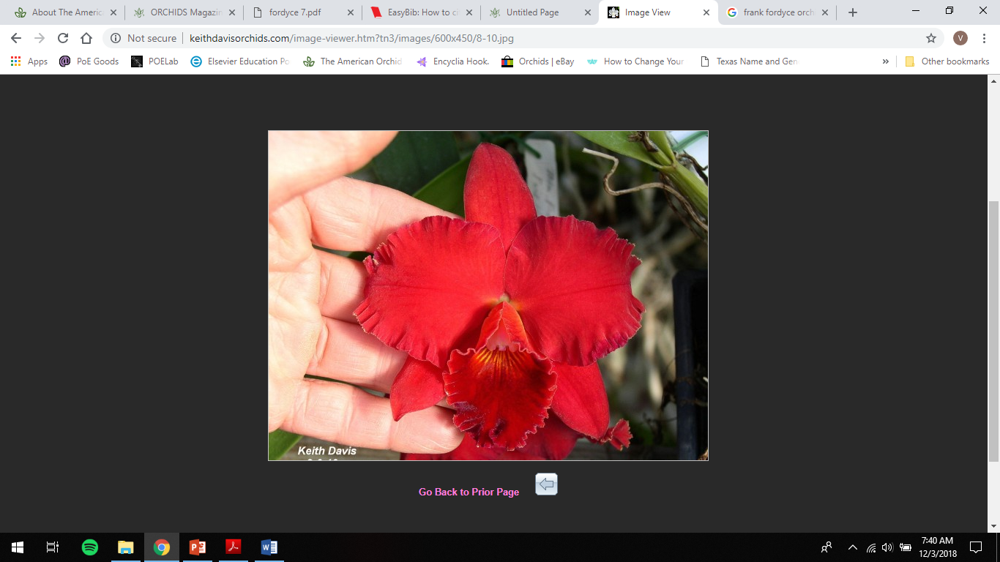 About The America
ORCHIDS Magazin
fordyce 7.pdf
EasyBib: How to ci
Untitled Page
Image View
frank fordyce orch
Not secure
keithdavisorchids.com/image-viewer.htm?tn3/images/600x450/8-10.jpg
V
Apps
PoE Goods
POELab
Elsevier Education Po
The American Orchid
Encyclia Hook.
Orchids | eBay
How to Change Your
Texas Name and Gen
»
Other bookmarks
Keith Davis
Go Back to Prior Page
7:40 AM
12/3/2018